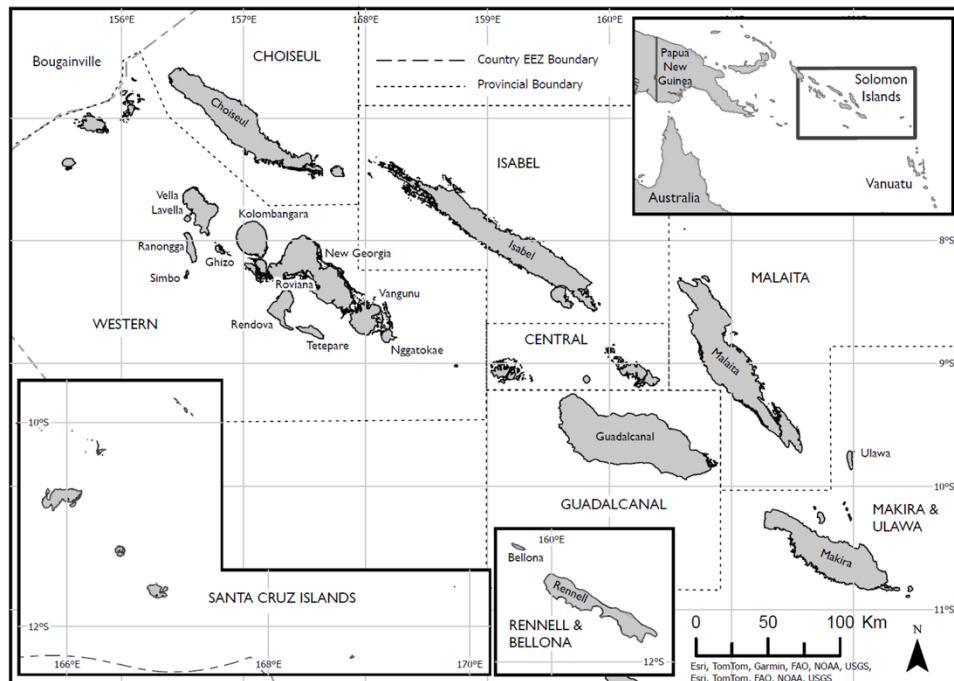 156°E
157°E
158°E
159°E
160°E
Bougainville
CHOISEUL
Country EEZ Boundary
Provincial Boundary
Papua
New
Guinea
Solomon
Islands
Vanuatu
Australia
Choiseul
ISABEL
Isabel
Vella
Lavella
Kolombangara
Ranongga
Ghizo
New Georgia
Simbo
Roviana
Vangunu
Rendova
Tetepare
Nggatokae
WESTERN
8°S
MALAITA
Malaita
CENTRAL
9°S
Guadalcanal
GUADALCANAL
Ulawa
10°S
MAKIRA &
ULAWA
Makira
11°S
10°S
SANTA CRUZ ISLANDS
12°S
166°E
168°E
170°E
160°E
Bellona
Rennell
RENNELL &
BELLONA
12°S
0 50 100 Km
N
Esri, TomTom, Garmin, FAO, NOAA, USGS,
Esri, TomTom, FAO, NOAA, USGS